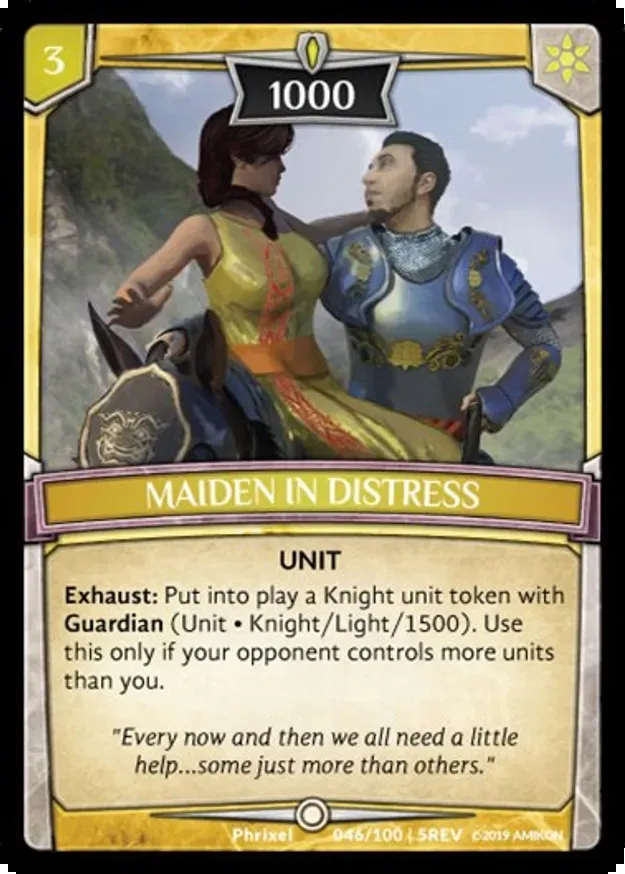 3
1000
MAIDEN IN DISTRESS
UNIT
Exhaust: Put into play a Knight unit token with
Guardian (Unit • Knight/Light/1500). Use
this only if your opponent controls more units
than you.
"Every now and then we all need a little
help...some just more than others."
Phrixel 046/100 | 5REV ©2019 AMIKON